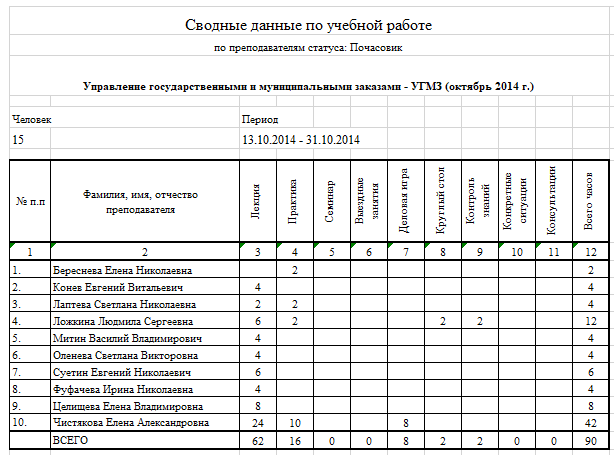 Сводные данные по учебной работе
по преподавателям статуса: Почасовик
Управление государственными и муниципальными заказами - УГМЗ (октябрь 2014 г.)
Человек Период
15 13.10.2014 - 31.10.2014
№ п.п Фамилия, имя, отчество преподавателя Лекция Практика Семинар Выездные занятия Деловая игра Круглый стол Контроль знаний Конкретные ситуации Консультации Всего часов
1 2 3 4 5 6 7 8 9 10 11 12
1. Береснева Елена Николаевна 2 2
2. Конев Евгений Витальевич 4 4
3. Лаптева Светлана Николаевна 2 2 4
4. Ложкина Людмила Сергеевна 6 2 2 2 12
5. Митин Василий Владимирович 4 4
6. Оленева Светлана Викторовна 4 4
7. Суетин Евгений Николаевич 6 6
8. Фуфачева Ирина Николаевна 4 4
9. Целищева Елена Владимировна 8 8
10. Чистякова Елена Александровна 24 10 8 42
ВСЕГО 62 16 0 0 8 2 2 0 0 90